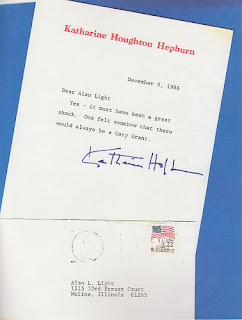 Katharine Houghton Hepburn
December 9, 1986
Dear Alan Light
Yes - it must have been a great
shock. One felt somehow that there
would always be a Cary Grant.
Alan L. Light
1115 33rd Street Court
Moline, Illinois 61265